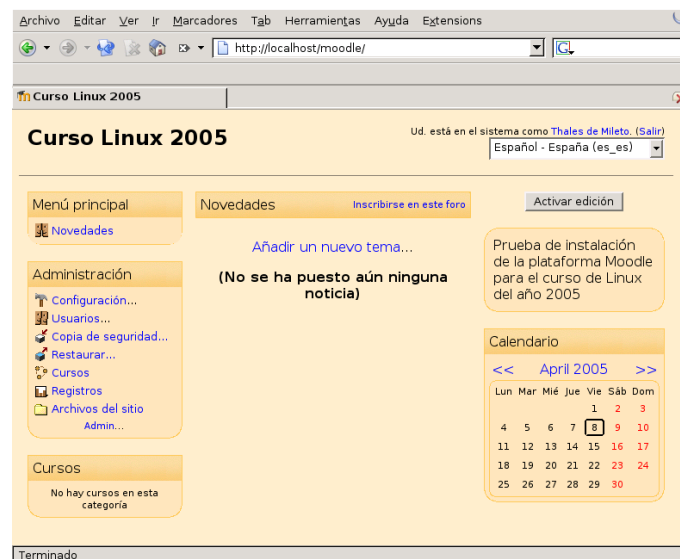 Archivo Editar Ver Ir Marcadores Tab Herramientas Ayuda Extensions
http://localhost/moodle/
Curso Linux 2005
Curso Linux 2005
Ud. está en el sistema como Thales de Mileto. (Salir)
Español - España (es_es)
Menú principal
Novedades
Administración
Configuración...
Usuarios...
Copia de seguridad...
Restaurar...
Cursos
Registros
Archivos del sitio
Admin...
Cursos
No hay cursos en esta
categoría
Novedades
Inscribirse en este foro
Añadir un nuevo tema...
(No se ha puesto aún ninguna
noticia)
Activar edición
Prueba de instalación
de la plataforma Moodle
para el curso de Linux
del año 2005
Calendario
<< April 2005 >>
Lun Mar Mié Jue Vie Sáb Dom
1 2 3
4 5 6 7 8 9 10
11 12 13 14 15 16 17
18 19 20 21 22 23 24
25 26 27 28 29 30
Terminado